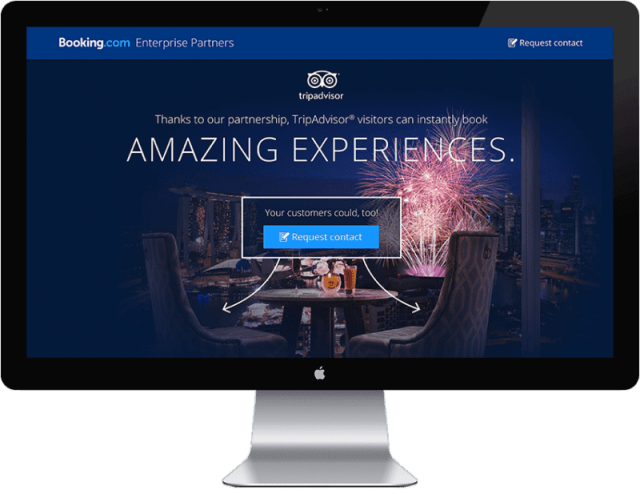 Booking.com Enterprise Partners
Request contact
tripadvisor
Thanks to our partnership, TripAdvisor® visitors can instantly book
AMAZING EXPERIENCES.
Your customers could, too!
Request contact